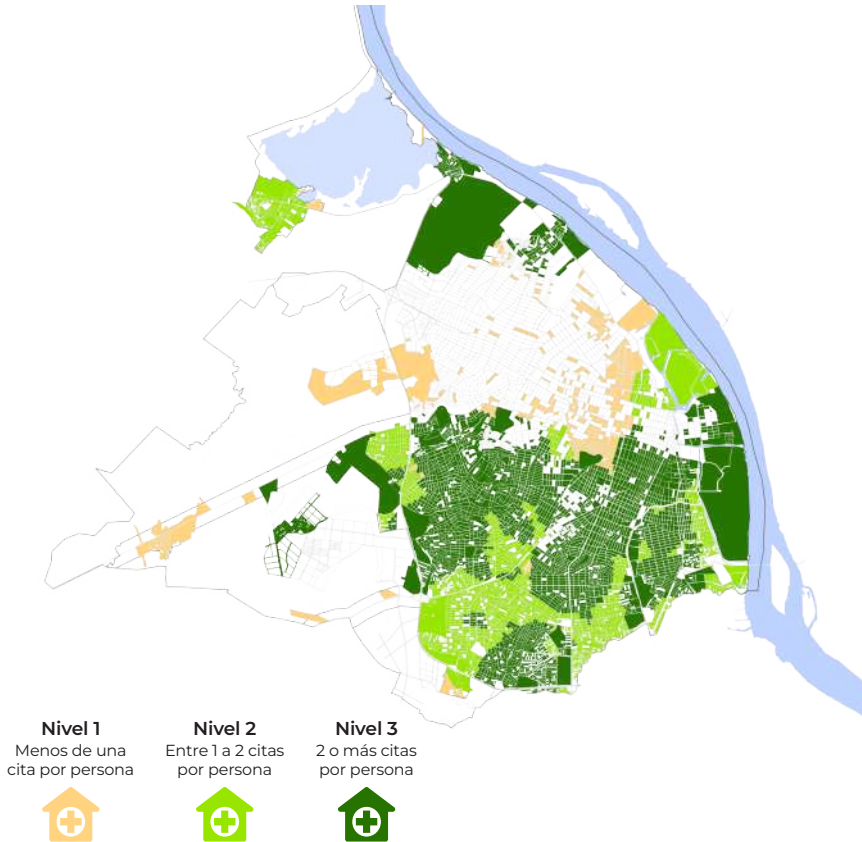 Nivel 1
Menos de una
cita por persona
Nivel 2
Entre 1 a 2 citas
por persona
Nivel 3
2 o más citas
por persona